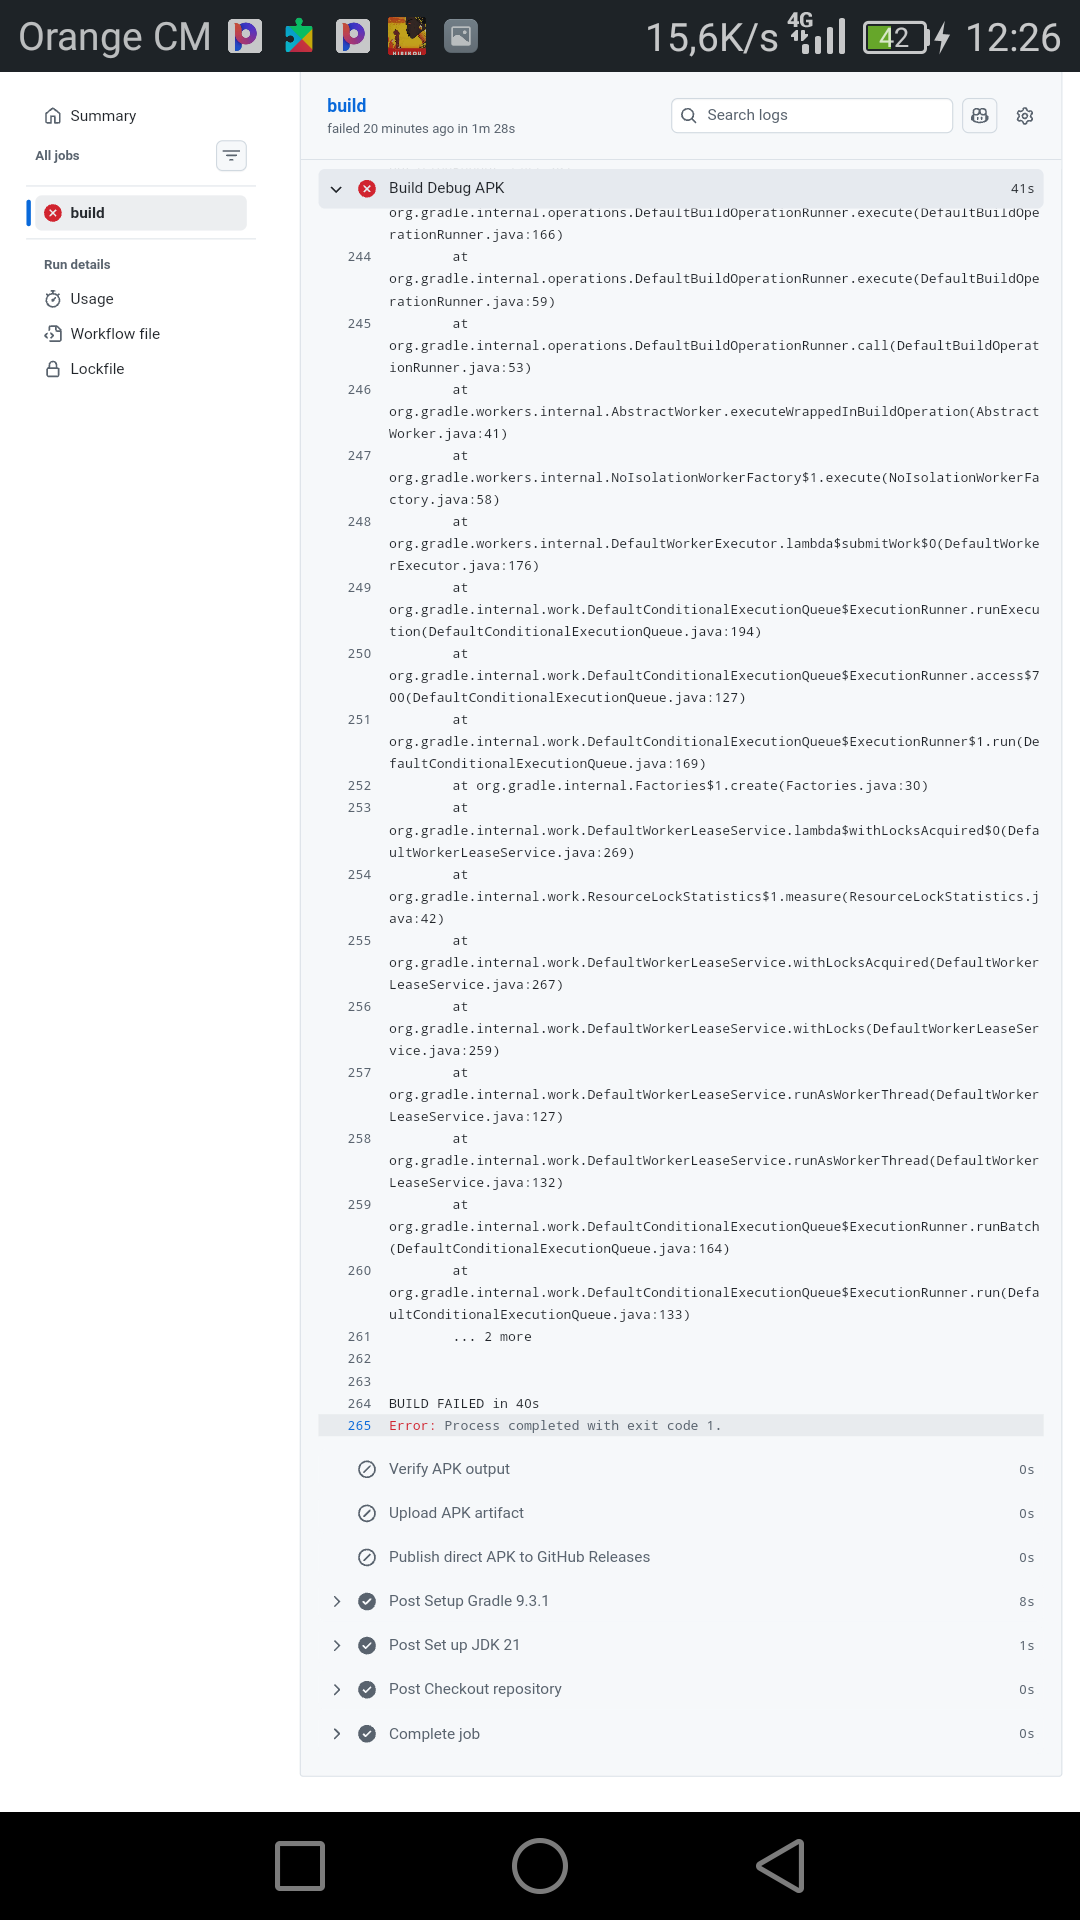 Orange CM 15,6K/s 4G 42 12:26
Summary
All jobs
build
Run details
Usage
Workflow file
Lockfile
build
failed 20 minutes ago in 1m 28s
Search logs
Build Debug APK 41s
org.gradle.internal.operations.DefaultBuildOperationRunner.execute(DefaultBuildOpe
rationRunner.java:166)
244 at
org.gradle.internal.operations.DefaultBuildOperationRunner.execute(DefaultBuildOpe
rationRunner.java:59)
245 at
org.gradle.internal.operations.DefaultBuildOperationRunner.call(DefaultBuildOperat
ionRunner.java:53)
246 at
org.gradle.workers.internal.AbstractWorker.executeWrappedInBuildOperation(Abstract
Worker.java:41)
247 at
org.gradle.workers.internal.NoIsolationWorkerFactory$1.execute(NoIsolationWorkerFa
ctory.java:58)
248 at
org.gradle.workers.internal.DefaultWorkerExecutor.lambda$submitWork$0(DefaultWorke
rExecutor.java:176)
249 at
org.gradle.internal.work.DefaultConditionalExecutionQueue$ExecutionRunner.runExecu
tion(DefaultConditionalExecutionQueue.java:194)
250 at
org.gradle.internal.work.DefaultConditionalExecutionQueue$ExecutionRunner.access$7
00(DefaultConditionalExecutionQueue.java:127)
251 at
org.gradle.internal.work.DefaultConditionalExecutionQueue$ExecutionRunner$1.run(De
faultConditionalExecutionQueue.java:169)
252 at org.gradle.internal.Factories$1.create(Factories.java:30)
253 at
org.gradle.internal.work.DefaultWorkerLeaseService.lambda$withLocksAcquired$0(Defa
ultWorkerLeaseService.java:269)
254 at
org.gradle.internal.work.ResourceLockStatistics$1.measure(ResourceLockStatistics.j
ava:42)
255 at
org.gradle.internal.work.DefaultWorkerLeaseService.withLocksAcquired(DefaultWorker
LeaseService.java:267)
256 at
org.gradle.internal.work.DefaultWorkerLeaseService.withLocks(DefaultWorkerLeaseSer
vice.java:259)
257 at
org.gradle.internal.work.DefaultWorkerLeaseService.runAsWorkerThread(DefaultWorker
LeaseService.java:127)
258 at
org.gradle.internal.work.DefaultWorkerLeaseService.runAsWorkerThread(DefaultWorker
LeaseService.java:132)
259 at
org.gradle.internal.work.DefaultConditionalExecutionQueue$ExecutionRunner.runBatch
(DefaultConditionalExecutionQueue.java:164)
260 at
org.gradle.internal.work.DefaultConditionalExecutionQueue$ExecutionRunner.run(Defa
ultConditionalExecutionQueue.java:133)
261 ... 2 more
262
263
264 BUILD FAILED in 40s
265 Error: Process completed with exit code 1.
Verify APK output 0s
Upload APK artifact 0s
Publish direct APK to GitHub Releases 0s
Post Setup Gradle 9.3.1 8s
Post Set up JDK 21 1s
Post Checkout repository 0s
Complete job 0s